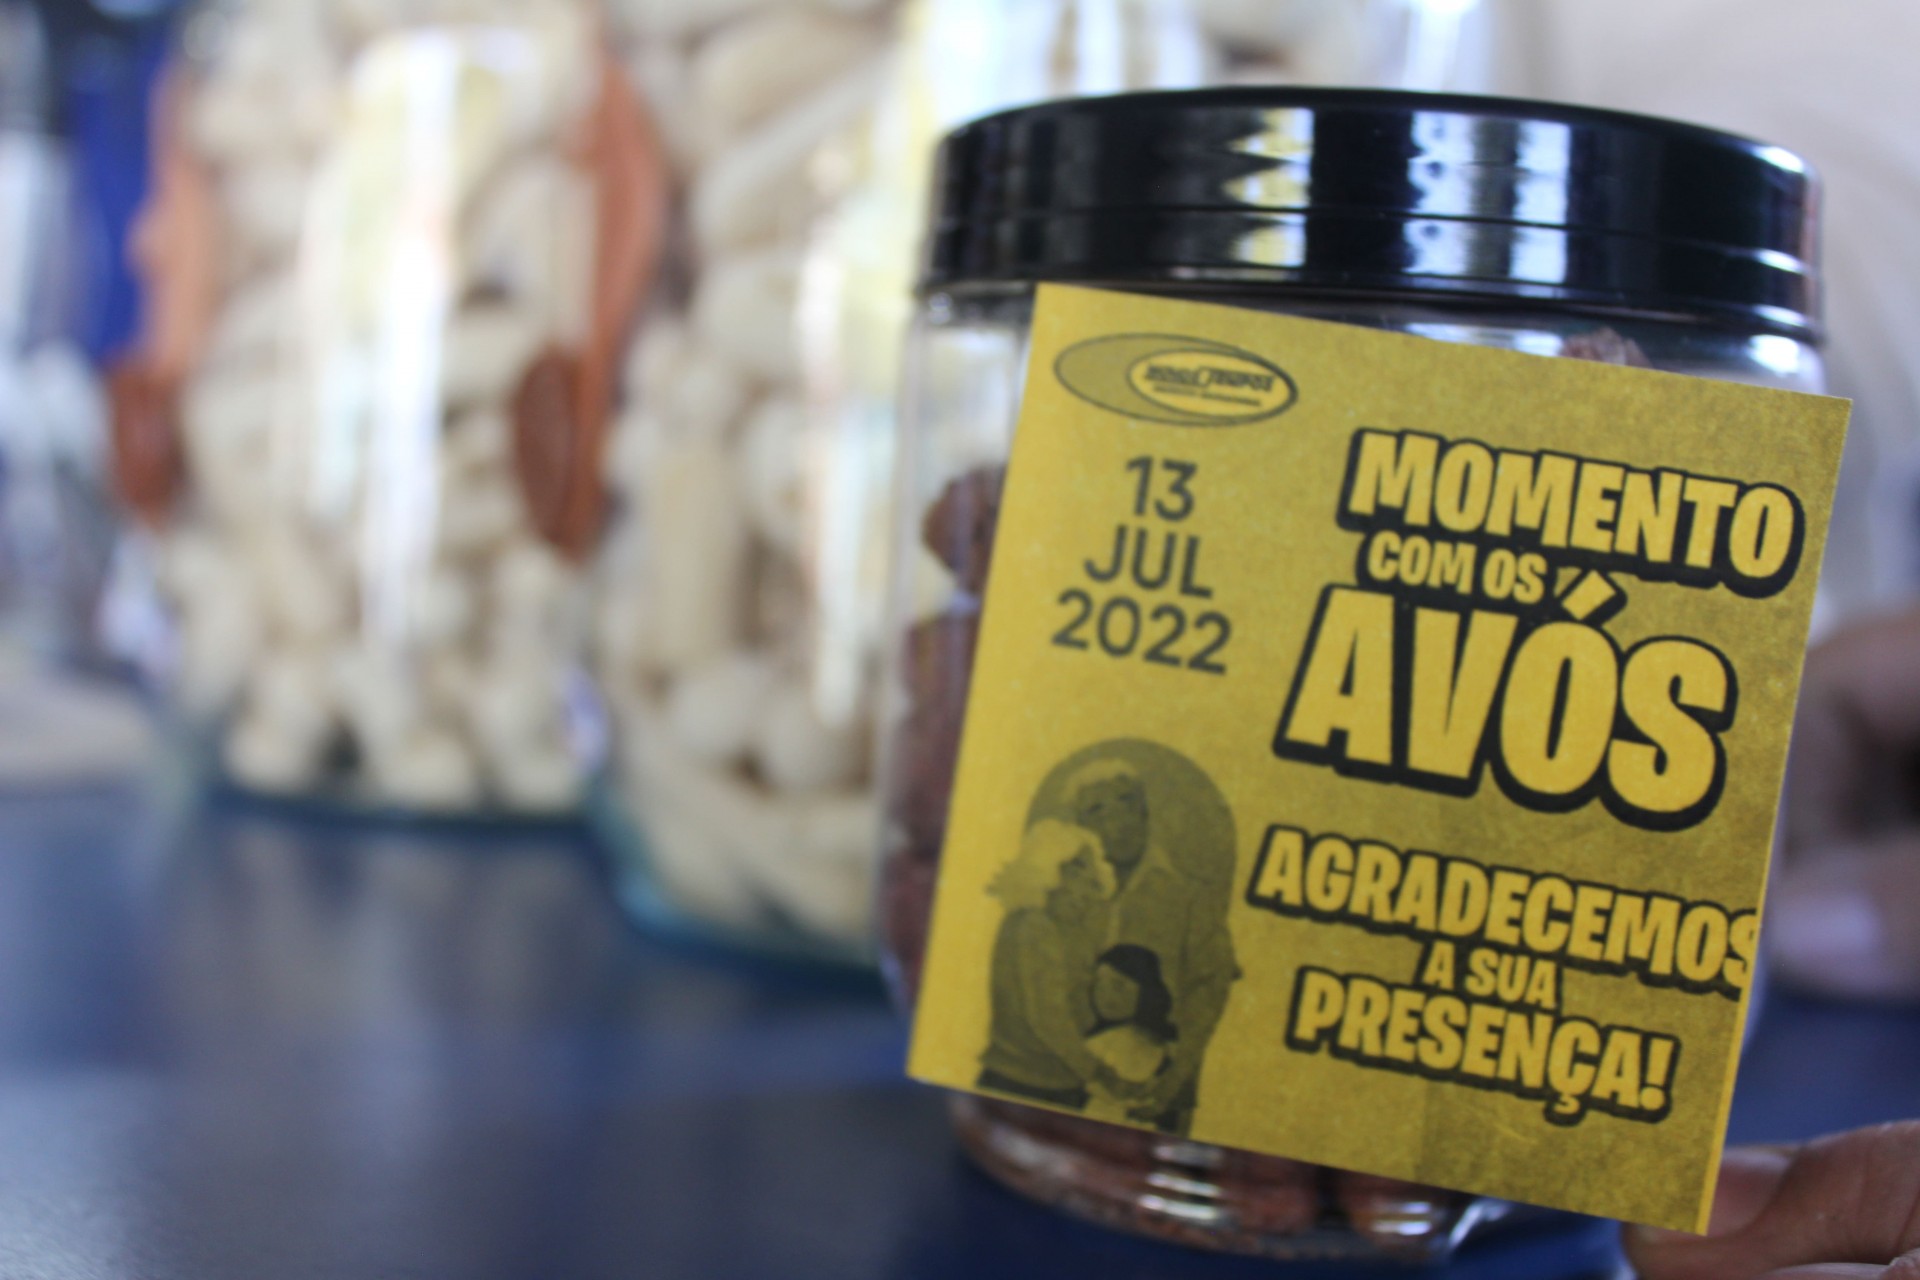 13
JUL
2022
MOMENTO
COM OS
AVÓS
AGRADECEMOS
A SUA
PRESENÇA!